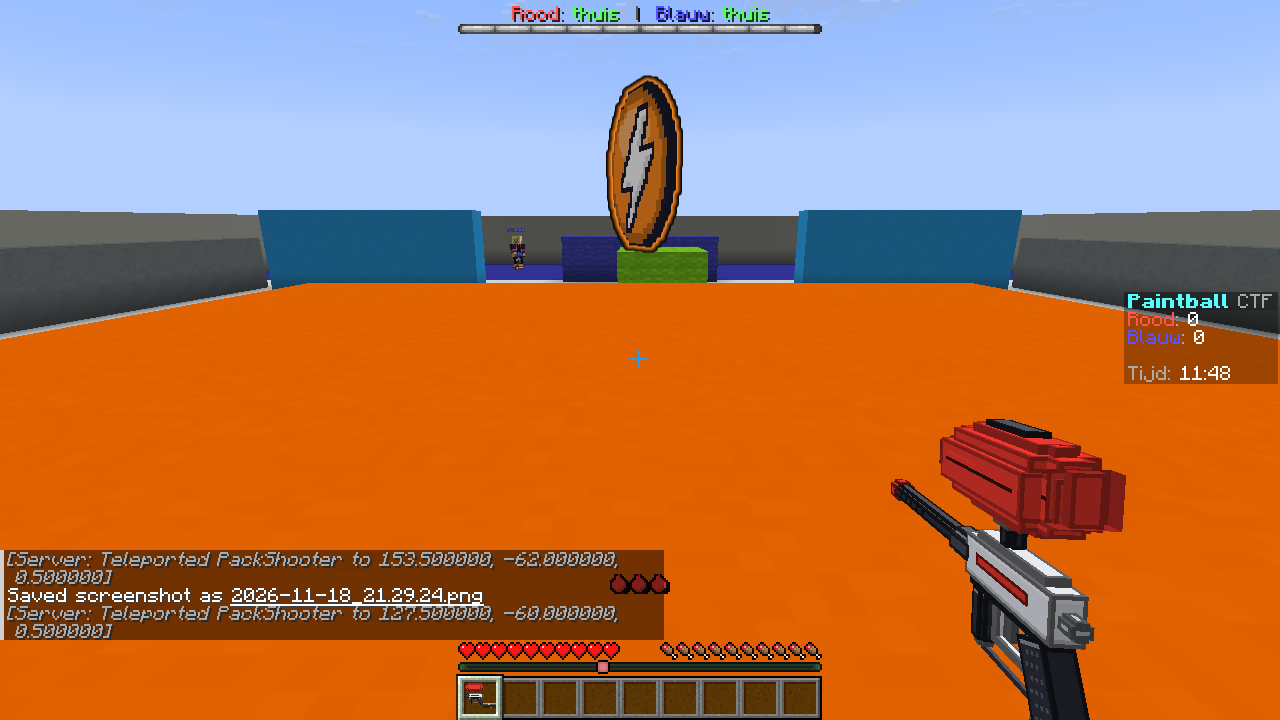 Rood: thuis | Blauw: thuis
Paintball CTF
Rood: 0
Blauw: 0
Tijd: 11:48
[Server: Teleported PackShooter to 153.500000, -62.000000,
0.500000]
Saved screenshot as 2026-11-18_21.29.24.png
[Server: Teleported PackShooter to 127.500000, -60.000000,
0.500000]